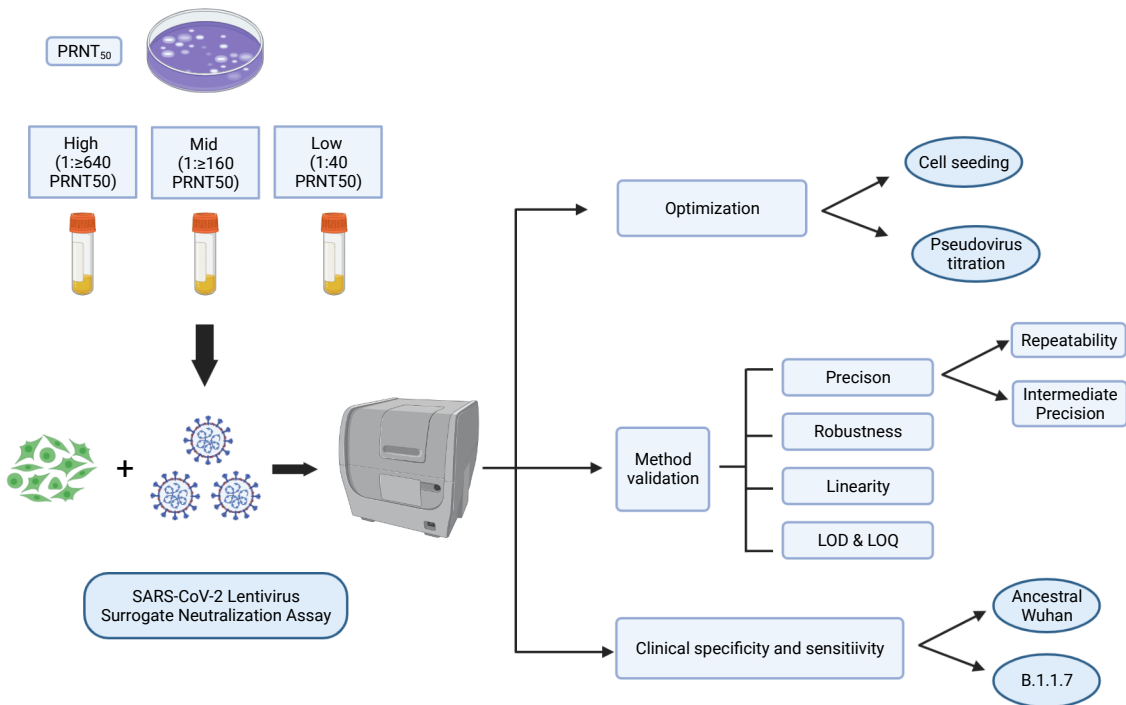 PRNT₅₀
High
(1:≥640
PRNT50)
Mid
(1:≥160
PRNT50)
Low
(1:40
PRNT50)
+
SARS-CoV-2 Lentivirus
Surrogate Neutralization Assay
Optimization
Cell seeding
Pseudovirus
titration
Method
validation
Precison
Repeatability
Intermediate
Precision
Robustness
Linearity
LOD & LOQ
Clinical specificity and sensitiivity
Ancestral
Wuhan
B.1.1.7